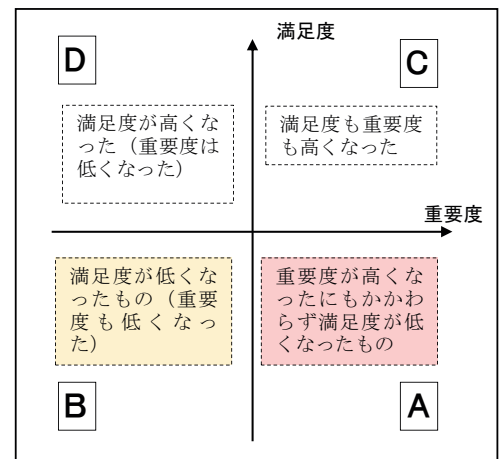 満足度
D
C
満足度が高くな
った（重要度は
低くなった）
満足度も重要度
も高くなった
重要度
満足度が低くな
ったもの（重要
度も低くなっ
た）
重要度が高くな
ったにもかかわ
らず満足度が低
くなったもの
B
A